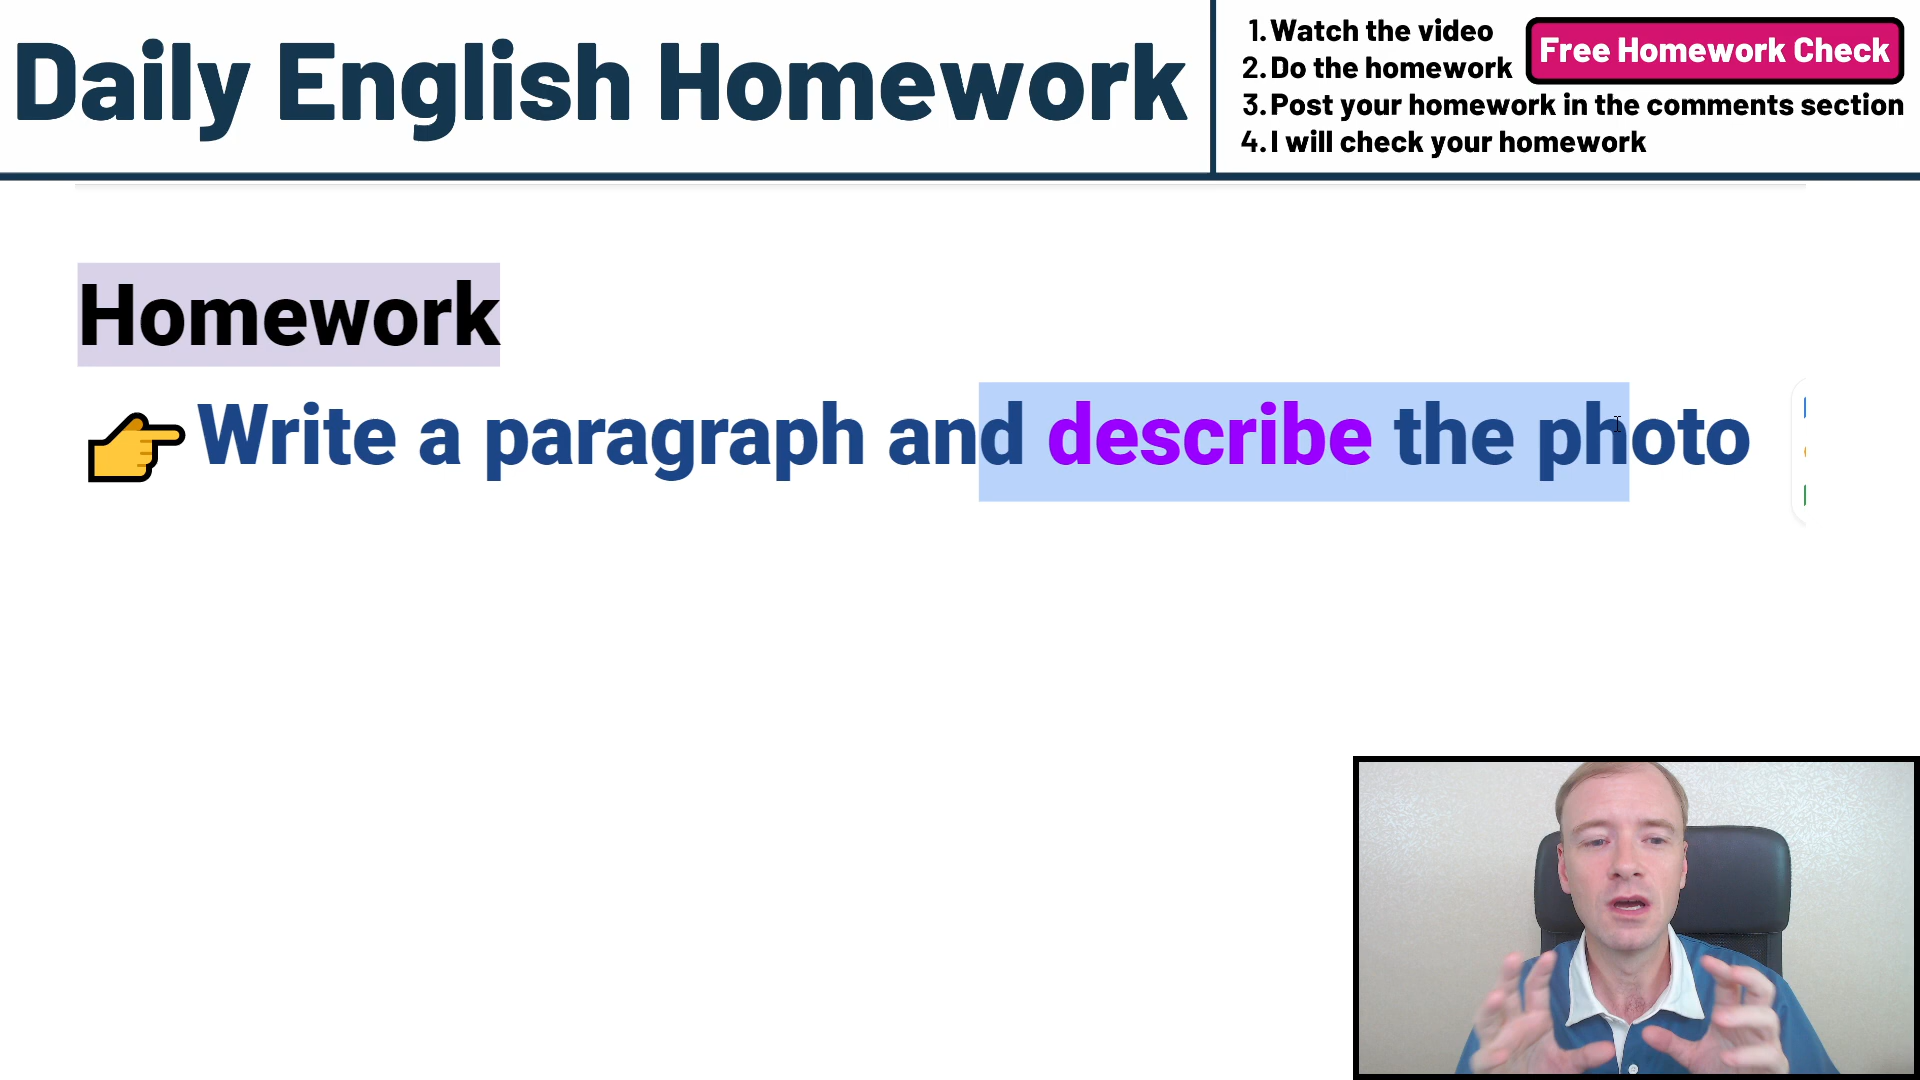 Daily English Homework
1. Watch the video
2. Do the homework
Free Homework Check
3. Post your homework in the comments section
4. I will check your homework
Homework
Write a paragraph and describe the photo